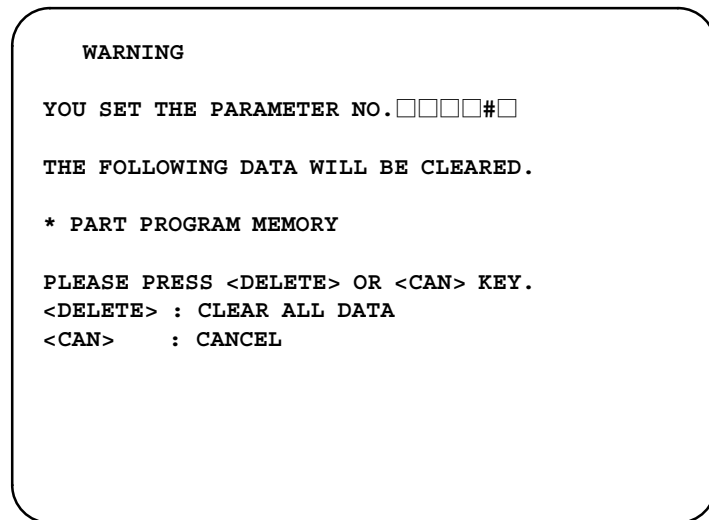 WARNING
YOU SET THE PARAMETER NO.□□□□#□
THE FOLLOWING DATA WILL BE CLEARED.
* PART PROGRAM MEMORY
PLEASE PRESS <DELETE> OR <CAN> KEY.
<DELETE> : CLEAR ALL DATA
<CAN> : CANCEL